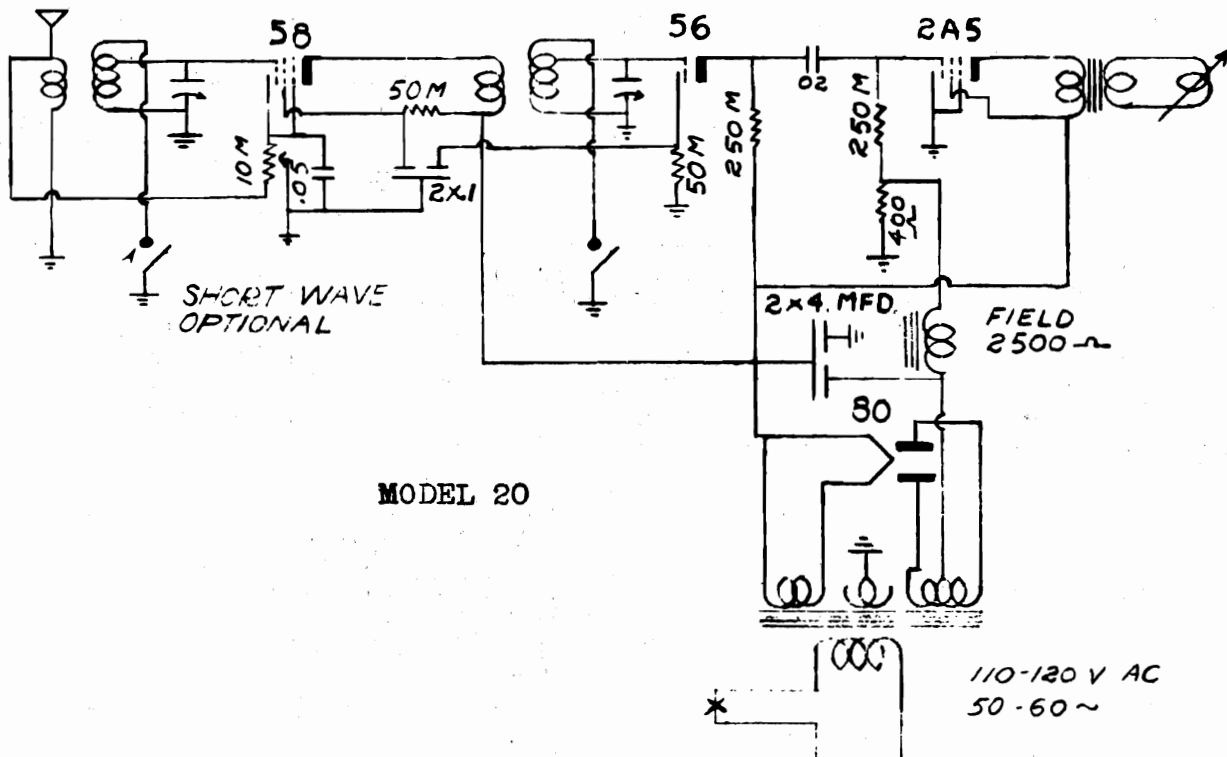 58
56
2A5
50M
02
10M
.05
2x1
50M
250M
250M
400
Ω
A
SHORT WAVE
OPTIONAL
2x4. MFD.
FIELD
2500 Ω
80
MODEL 20
110-120 V AC
50-60 ~